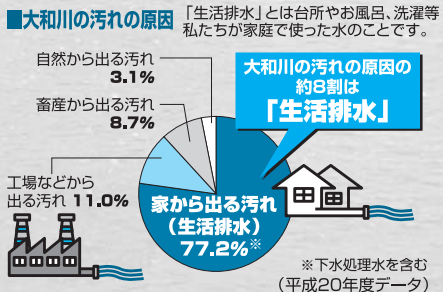 ■大和川の汚れの原因
「生活排水」とは台所やお風呂、洗濯等
私たちが家庭で使った水のことです。
自然から出る汚れ
3.1%
畜産から出る汚れ
8.7%
工場などから
出る汚れ 11.0%
大和川の汚れの原因の
約8割は
「生活排水」
家から出る汚れ
(生活排水)
77.2%※
※下水処理水を含む
(平成20年度データ)